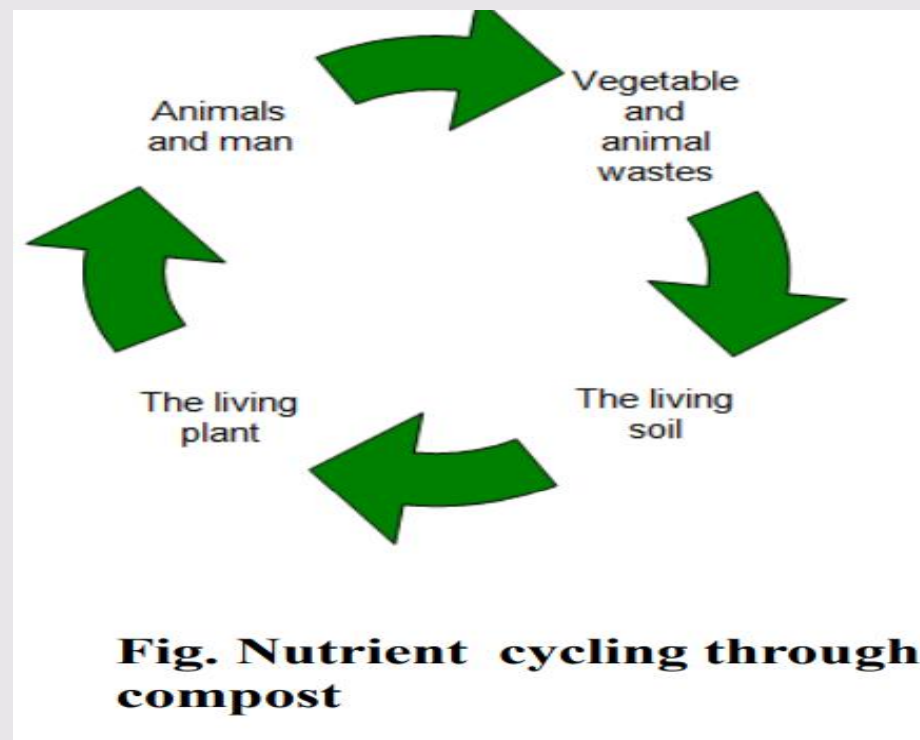 Animals
and man
Vegetable
and
animal
wastes
The living
soil
The living
plant
Fig. Nutrient cycling through
compost